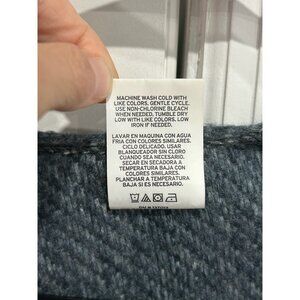 MACHINE WASH COLD WITH
LIKE COLORS, GENTLE CYCLE.
USE NON-CHLORINE BLEACH
WHEN NEEDED. TUMBLE DRY
LOW WITH LIKE COLORS, LOW
IRON IF NEEDED.
LAVAR EN MAQUINA CON AGUA
FRIA CON COLORES SIMILARES.
CICLO DELICADO. USAR
BLANQUEADOR SIN CLORO
CUANDO SEA NECESARIO.
SECAR EN SECADORA A
TEMPERATURA BAJA CON
COLORES SIMILARES.
PLANCHAR A TEMPERATURA
BAJA SI ES NECESARIO.